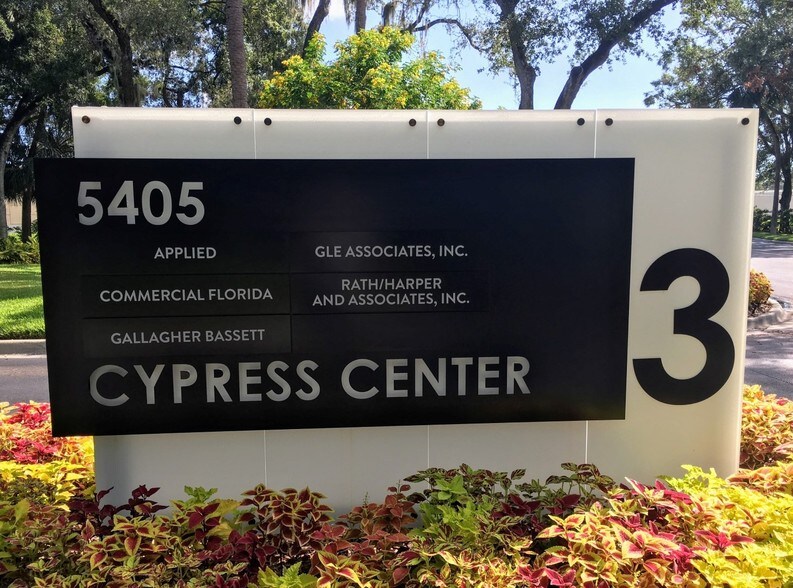 5405
APPLIED
GLE ASSOCIATES, INC.
COMMERCIAL FLORIDA
RATH/HARPER
AND ASSOCIATES, INC.
GALLAGHER BASSETT
CYPRESS CENTER
3